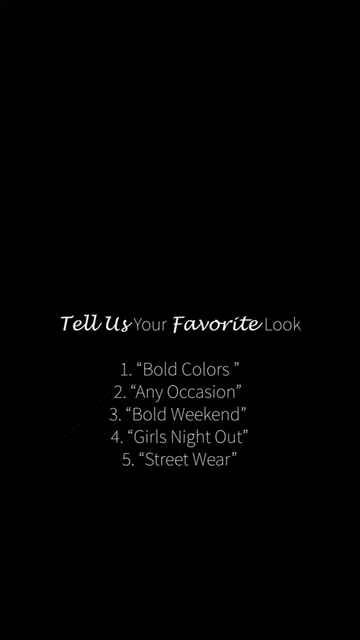 Tell Us Your Favorite Look
1. “Bold Colors ”
2. “Any Occasion”
3. “Bold Weekend”
4. “Girls Night Out”
5. “Street Wear”